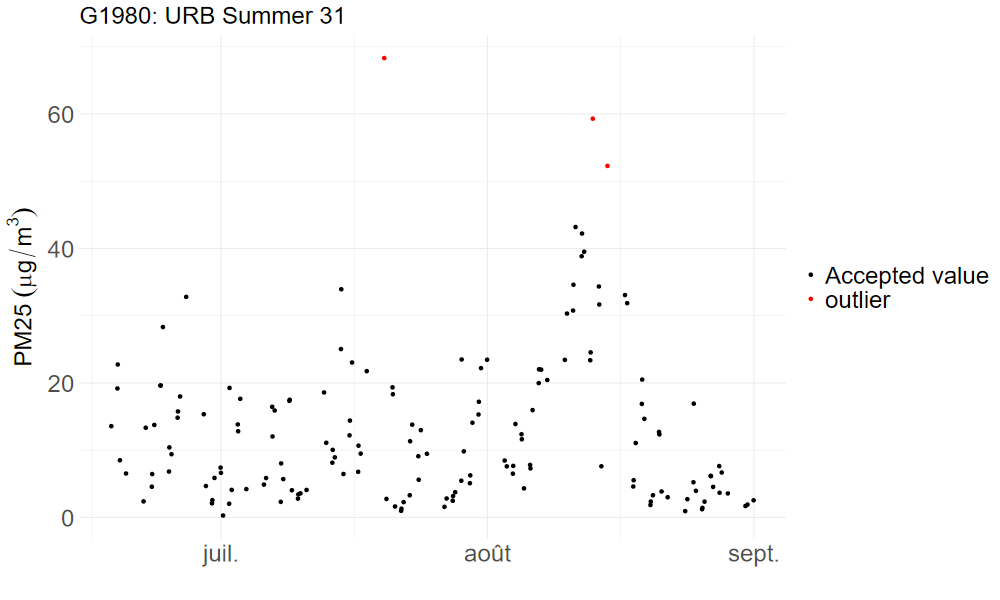 G1980: URB Summer 31
PM25 (μg/m³)
60
40
20
0
juil.
août
sept.
Accepted value
outlier